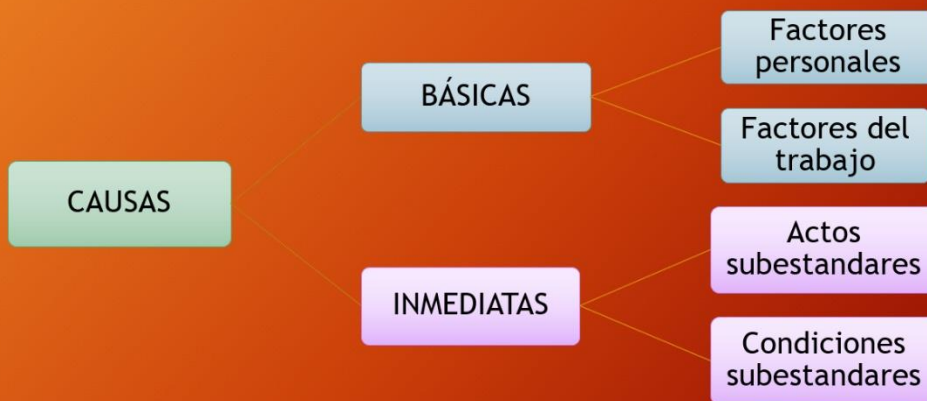 CAUSAS
BÁSICAS
Factores
personales
Factores del
trabajo
INMEDIATAS
Actos
subestandares
Condiciones
subestandares